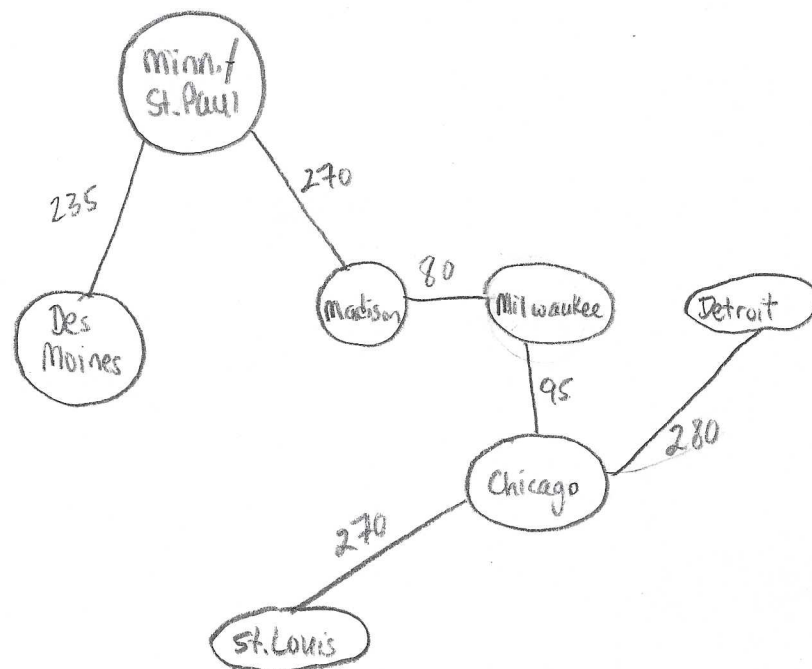 Minn./
St. Paul
235
270
Des
Moines
Madison
80
Milwaukee
Detroit
95
280
Chicago
270
St. Louis